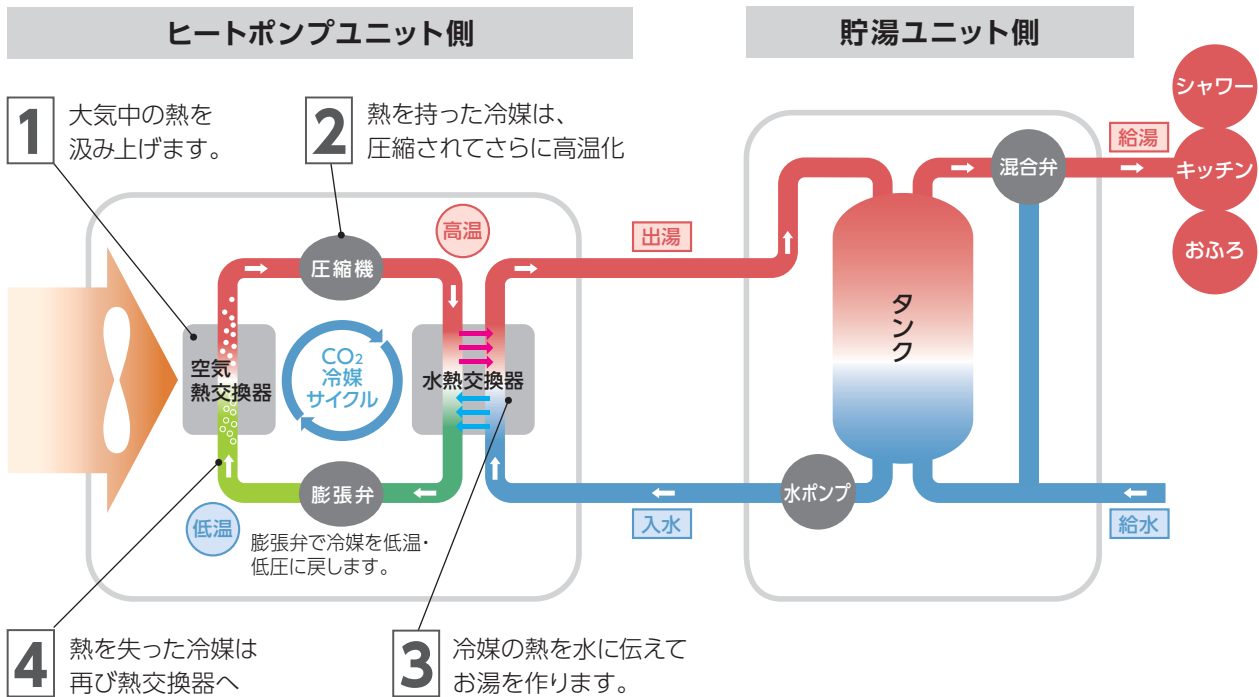 ヒートポンプユニット側
貯湯ユニット側
1
大気中の熱を
汲み上げます。
2
熱を持った冷媒は、
圧縮されてさらに高温化
シャワー
キッチン
おふろ
給湯
混合弁
高温
出湯
圧縮機
空気
熱交換器
CO₂
冷媒
サイクル
水熱交換器
タンク
膨張弁
低温
膨張弁で冷媒を低温・
低圧に戻します。
水ポンプ
入水
給水
4
熱を失った冷媒は
再び熱交換器へ
3
冷媒の熱を水に伝えて
お湯を作ります。